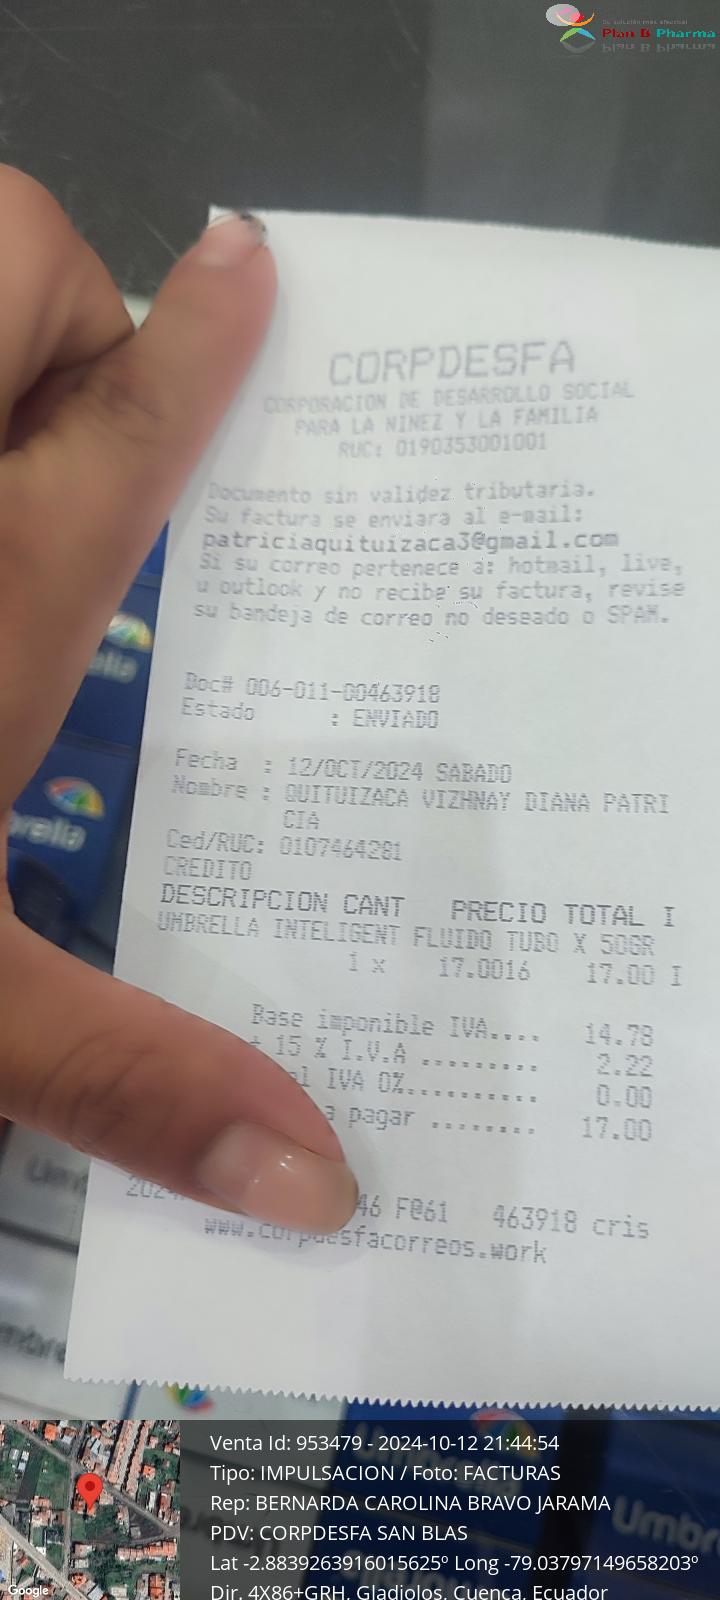 Plan B Pharma
CORPDESFA
CORPORACION DE DESARROLLO SOCIAL
PARA LA NINEZ Y LA FAMILIA
RUC: 0190353001001
Documento sin validez tributaria.
Su factura se enviara al e-mail:
patriciaquituizaca3@gmail.com
Si su correo pertenece a: hotmail, live,
u outlook y no recibe su factura, revise
su bandeja de correo no deseado o SPAM.
Doc# 006-011-00463918
Estado : ENVIADO
Fecha : 12/OCT/2024 SABADO
Nombre : QUITUIZACA VIZHNAY DIANA PATRI
CIA
Ced/RUC: 0107464281
CREDITO
DESCRIPCION CANT PRECIO TOTAL I
UMBRELLA INTELIGENT FLUIDO TUBO X 50GR
1 x 17.0016 17.00 I
Base imponible IVA.... 14.78
+ 15 % I.V.A ......... 2.22
al IVA 0%.......... 0.00
a pagar ........ 17.00
46 F@61 463918 cris
www.corpdesfacorreos.work
Venta Id: 953479 - 2024-10-12 21:44:54
Tipo: IMPULSACION / Foto: FACTURAS
Rep: BERNARDA CAROLINA BRAVO JARAMA
PDV: CORPDESFA SAN BLAS
Lat -2.8839263916015625º Long -79.03797149658203º
Dir. 4X86+GRH, Gladiolos, Cuenca, Ecuador
Google